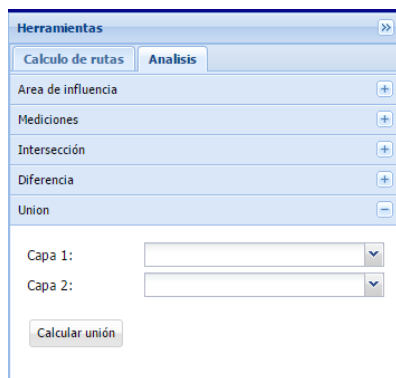 Herramientas
Calculo de rutas Analisis
Area de influencia
Mediciones
Intersección
Diferencia
Union
Capa 1:
Capa 2:
Calcular unión